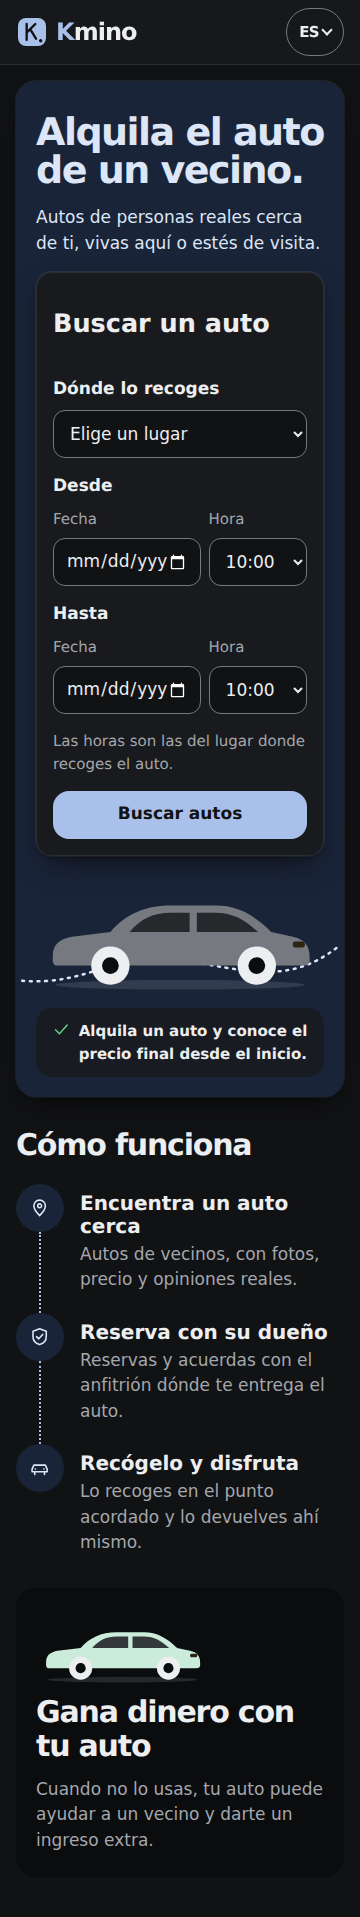 K. Kmino
ES
Alquila el auto
de un vecino.
Autos de personas reales cerca
de ti, vivas aquí o estés de visita.
Buscar un auto
Dónde lo recoges
Elige un lugar
Desde
Fecha Hora
mm/dd/yyy 10:00
Hasta
Fecha Hora
mm/dd/yyy 10:00
Las horas son las del lugar donde
recoges el auto.
Buscar autos
Alquila un auto y conoce el
precio final desde el inicio.
Cómo funciona
Encuentra un auto
cerca
Autos de vecinos, con fotos,
precio y opiniones reales.
Reserva con su dueño
Reservas y acuerdas con el
anfitrión dónde te entrega el
auto.
Recógelo y disfruta
Lo recoges en el punto
acordado y lo devuelves ahí
mismo.
Gana dinero con
tu auto
Cuando no lo usas, tu auto puede
ayudar a un vecino y darte un
ingreso extra.